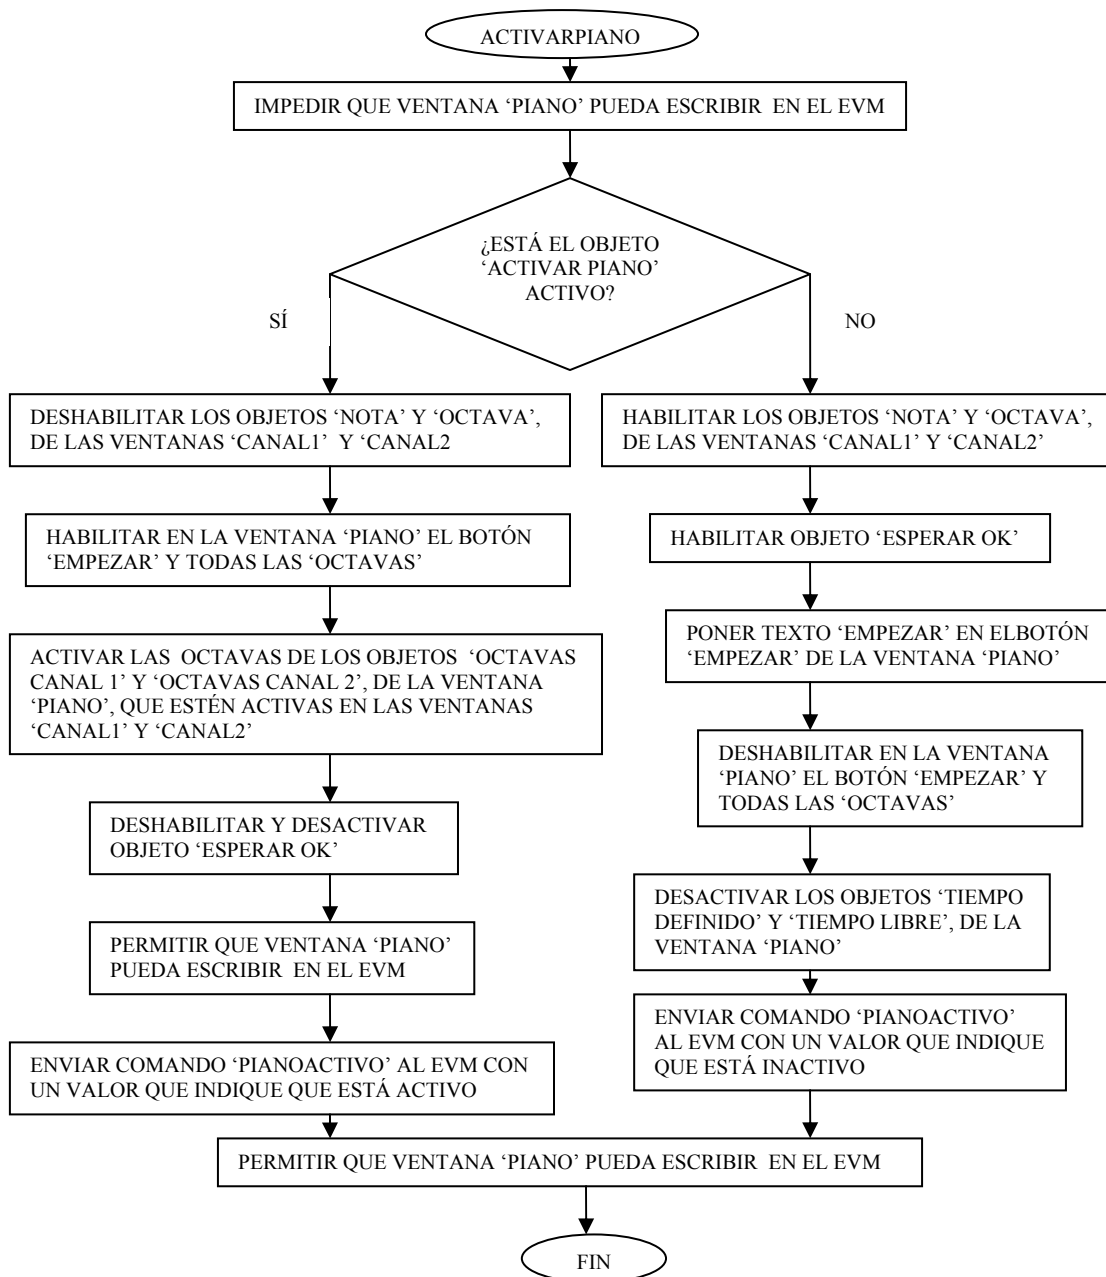 ACTIVARPIANO
IMPEDIR QUE VENTANA ‘PIANO’ PUEDA ESCRIBIR EN EL EVM
¿ESTÁ EL OBJETO
‘ACTIVAR PIANO’
ACTIVO?
SÍ
NO
DESHABILITAR LOS OBJETOS ‘NOTA’ Y ‘OCTAVA’,
DE LAS VENTANAS ‘CANAL1’ Y ‘CANAL2
HABILITAR EN LA VENTANA ‘PIANO’ EL BOTÓN
‘EMPEZAR’ Y TODAS LAS ‘OCTAVAS’
ACTIVAR LAS OCTAVAS DE LOS OBJETOS ‘OCTAVAS
CANAL 1’ Y ‘OCTAVAS CANAL 2’, DE LA VENTANA
‘PIANO’, QUE ESTÉN ACTIVAS EN LAS VENTANAS
‘CANAL1’ Y ‘CANAL2’
DESHABILITAR Y DESACTIVAR
OBJETO ‘ESPERAR OK’
PERMITIR QUE VENTANA ‘PIANO’
PUEDA ESCRIBIR EN EL EVM
ENVIAR COMANDO ‘PIANOACTIVO’ AL EVM CON
UN VALOR QUE INDIQUE QUE ESTÁ ACTIVO
HABILITAR LOS OBJETOS ‘NOTA’ Y ‘OCTAVA’,
DE LAS VENTANAS ‘CANAL1’ Y ‘CANAL2’
HABILITAR OBJETO ‘ESPERAR OK’
PONER TEXTO ‘EMPEZAR’ EN ELBOTÓN
‘EMPEZAR’ DE LA VENTANA ‘PIANO’
DESHABILITAR EN LA VENTANA
‘PIANO’ EL BOTÓN ‘EMPEZAR’ Y
TODAS LAS ‘OCTAVAS’
DESACTIVAR LOS OBJETOS ‘TIEMPO
DEFINIDO’ Y ‘TIEMPO LIBRE’, DE LA
VENTANA ‘PIANO’
ENVIAR COMANDO ‘PIANOACTIVO’
AL EVM CON UN VALOR QUE INDIQUE
QUE ESTÁ INACTIVO
PERMITIR QUE VENTANA ‘PIANO’ PUEDA ESCRIBIR EN EL EVM
FIN